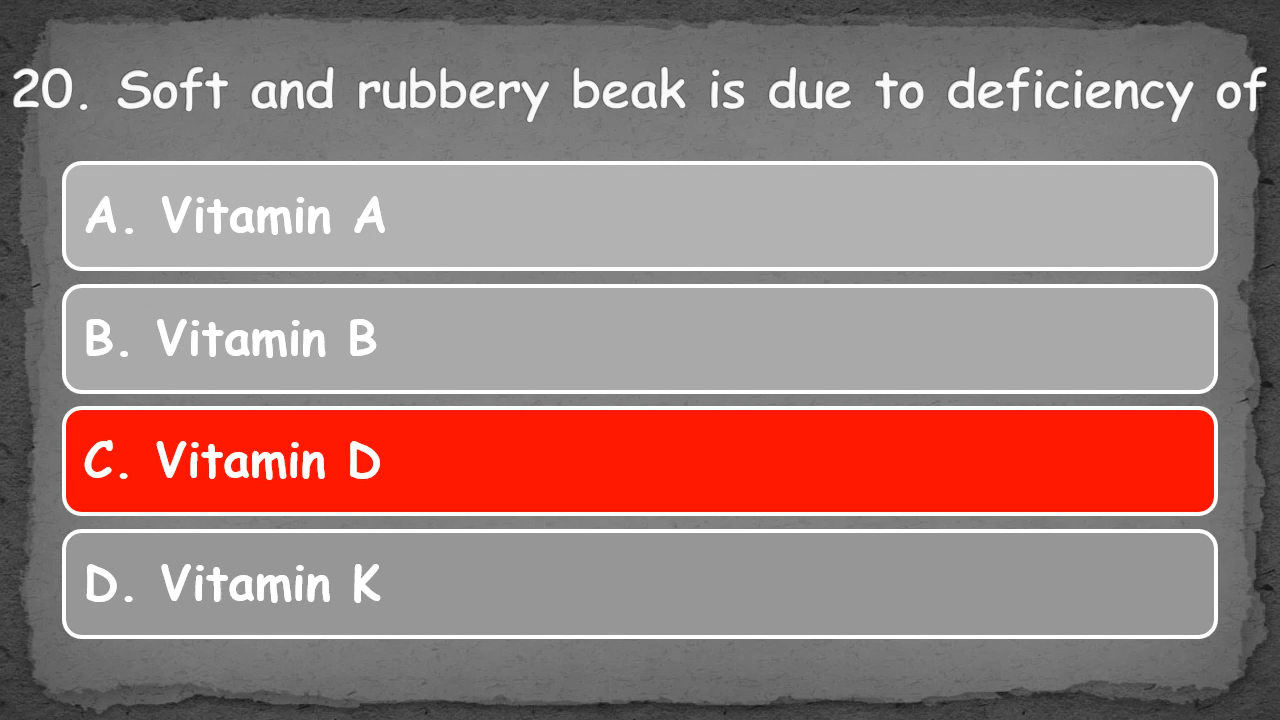 20. Soft and rubbery beak is due to deficiency of
A. Vitamin A
B. Vitamin B
C. Vitamin D
D. Vitamin K